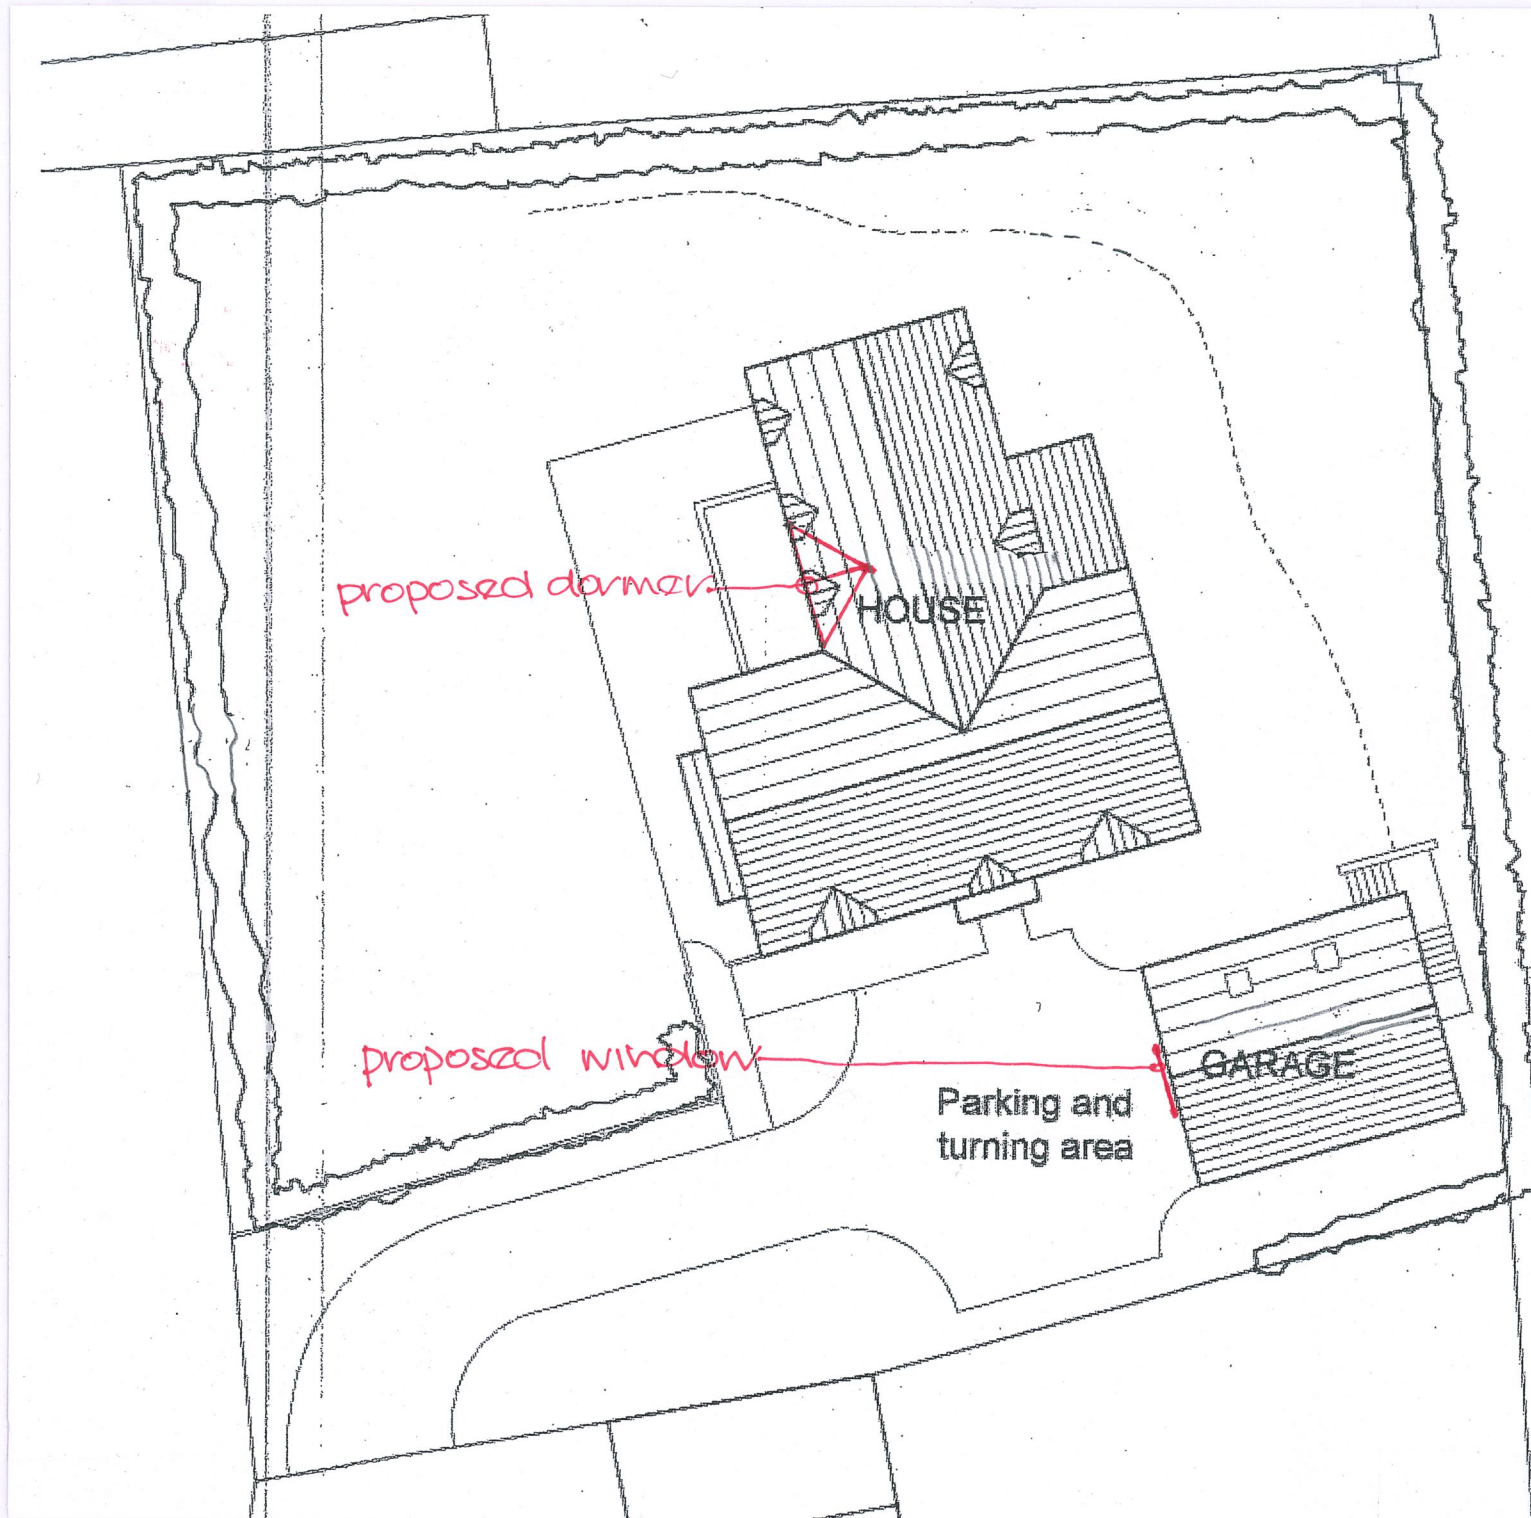 proposed dormer
HOUSE
proposed window
GARAGE
Parking and
turning area